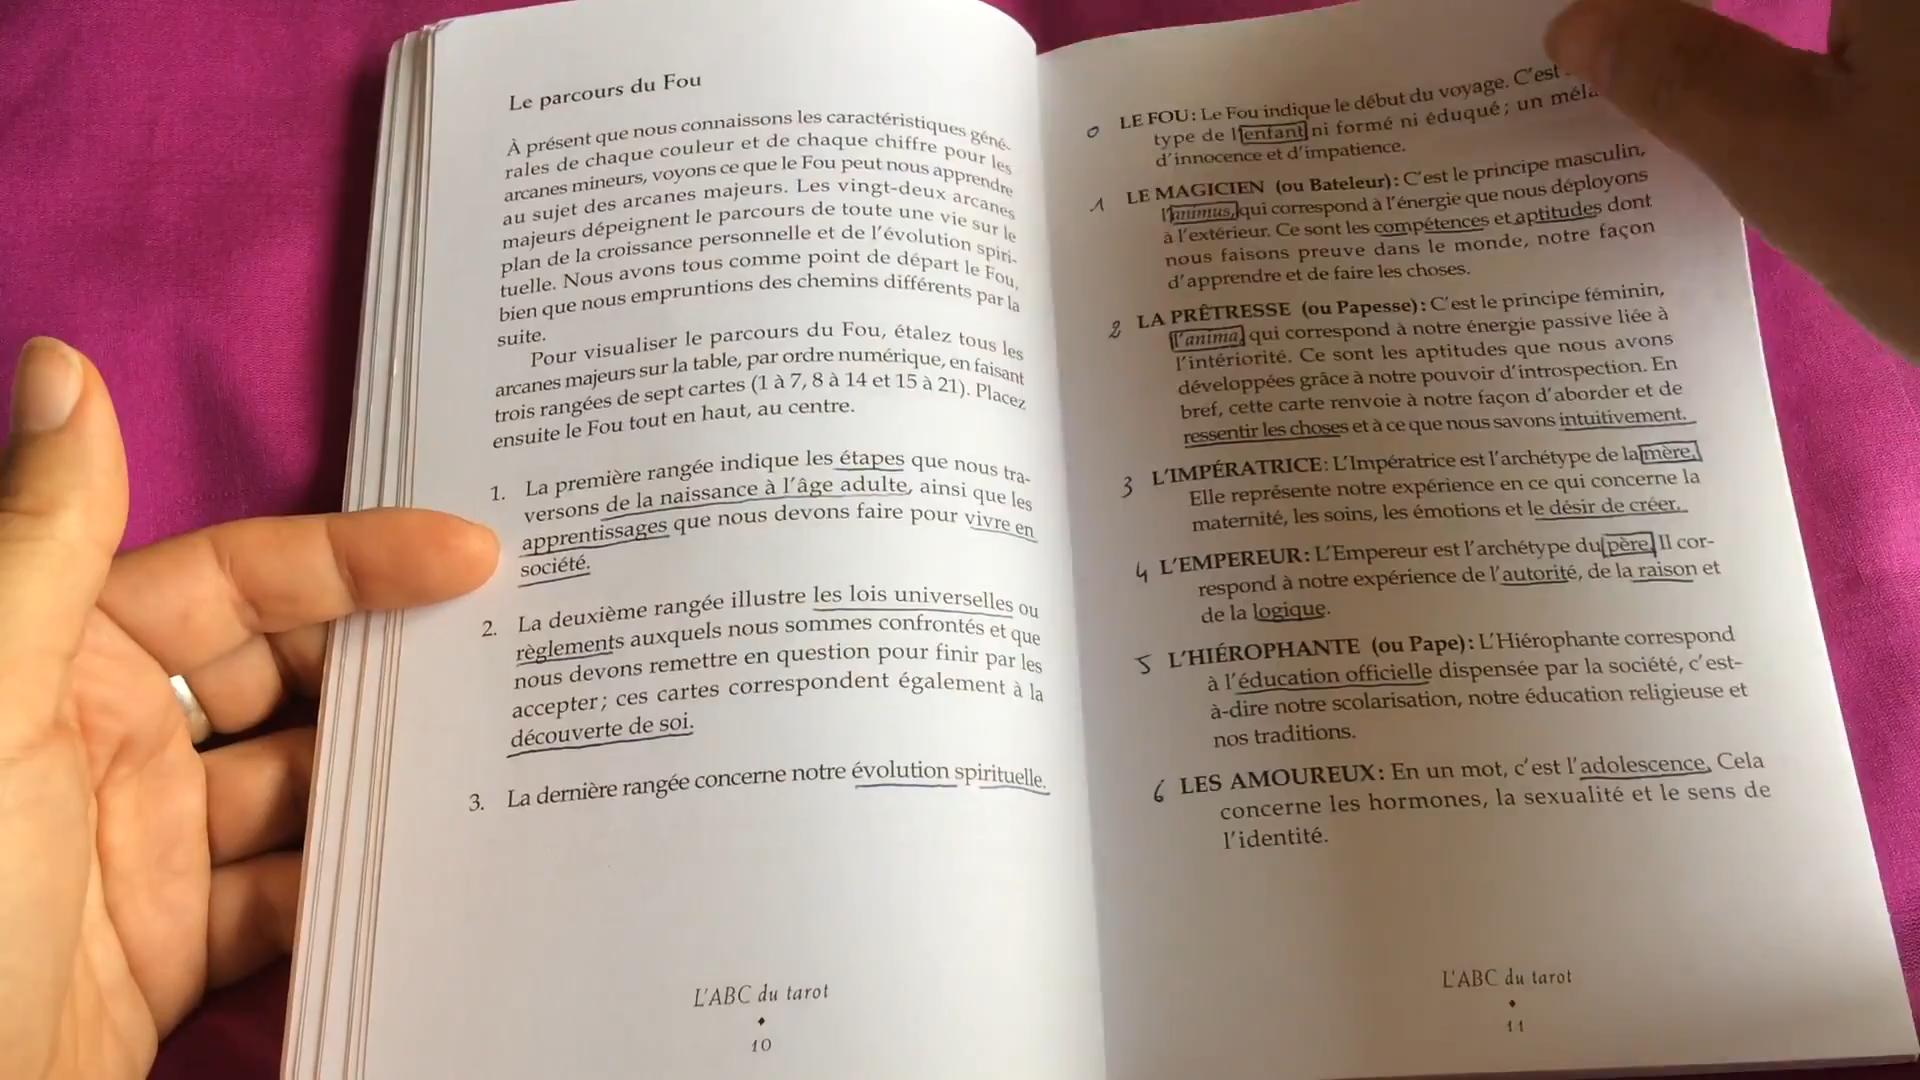 Le parcours du Fou
À présent que nous connaissons les caractéristiques géné-
rales de chaque couleur et de chaque chiffre pour les
arcanes mineurs, voyons ce que le Fou peut nous apprendre
au sujet des arcanes majeurs. Les vingt-deux arcanes
majeurs dépeignent le parcours de toute une vie sur le
plan de la croissance personnelle et de l'évolution spiri-
tuelle. Nous avons tous comme point de départ le Fou,
bien que nous empruntions des chemins différents par la
suite.
Pour visualiser le parcours du Fou, étalez tous les
arcanes majeurs sur la table, par ordre numérique, en faisant
trois rangées de sept cartes (1 à 7, 8 à 14 et 15 à 21). Placez
ensuite le Fou tout en haut, au centre.
1. La première rangée indique les étapes que nous tra-
versons de la naissance à l'âge adulte, ainsi que les
apprentissages que nous devons faire pour vivre en
société.
2. La deuxième rangée illustre les lois universelles ou
règlements auxquels nous sommes confrontés et que
nous devons remettre en question pour finir par les
accepter ; ces cartes correspondent également à la
découverte de soi.
3. La dernière rangée concerne notre évolution spirituelle.
L'ABC du tarot
10
0 LE FOU : Le Fou indique le début du voyage. C'est
type de l'enfant ni formé ni éduqué ; un
d'innocence et d'impatience.
1 LE MAGICIEN (ou Bateleur) : C'est le principe masculin,
l'animus, qui correspond à l'énergie que nous déployons
à l'extérieur. Ce sont les compétences et aptitudes dont
nous faisons preuve dans le monde, notre façon
d'apprendre et de faire les choses.
2 LA PRÊTRESSE (ou Papesse) : C'est le principe féminin,
l'anima, qui correspond à notre énergie passive liée à
l'intériorité. Ce sont les aptitudes que nous avons
développées grâce à notre pouvoir d'introspection. En
bref, cette carte renvoie à notre façon d'aborder et de
ressentir les choses et à ce que nous savons intuitivement.
3 L'IMPÉRATRICE : L'Impératrice est l'archétype de la mère.
Elle représente notre expérience en ce qui concerne la
maternité, les soins, les émotions et le désir de créer.
4 L'EMPEREUR : L'Empereur est l'archétype du père. Il cor-
respond à notre expérience de l'autorité, de la raison et
de la logique.
5 L'HIÉROPHANTE (ou Pape) : L'Hiérophante correspond
à l'éducation officielle dispensée par la société, c'est-
à-dire notre scolarisation, notre éducation religieuse et
nos traditions.
6 LES AMOUREUX : En un mot, c'est l'adolescence. Cela
concerne les hormones, la sexualité et le sens de
l'identité.
L'ABC du tarot
11